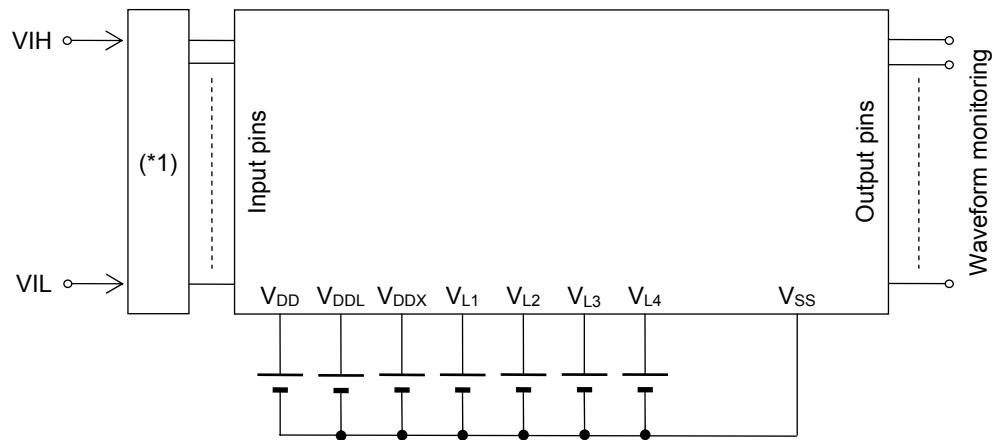 VIH
(*1)
VIL
Input pins
Output pins
Waveform monitoring
VDD VDDL VDDX VL1 VL2 VL3 VL4 VSS